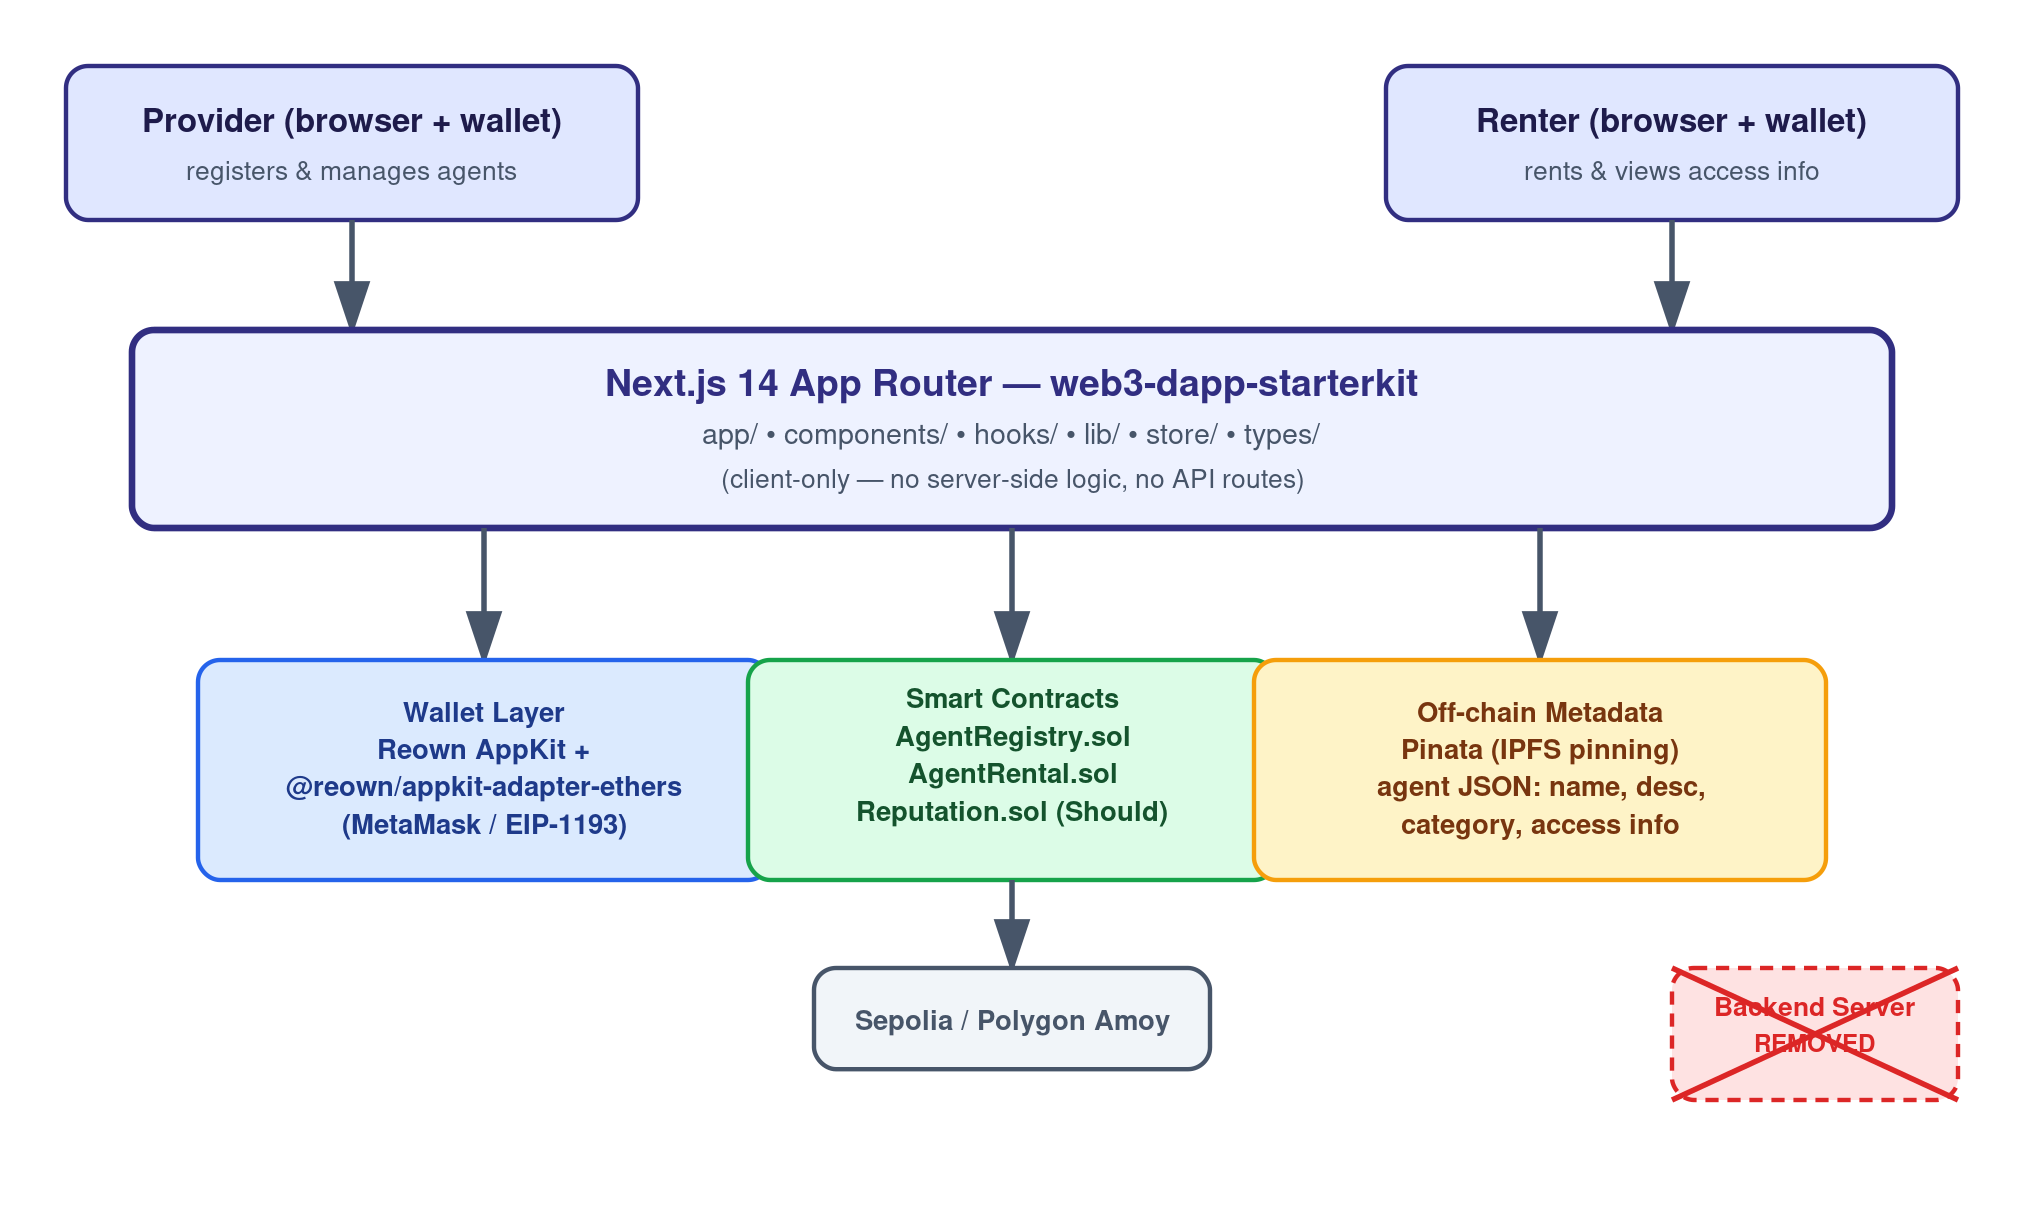 Provider (browser + wallet)
registers & manages agents
Renter (browser + wallet)
rents & views access info
Next.js 14 App Router — web3-dapp-starterkit
app/ • components/ • hooks/ • lib/ • store/ • types/
(client-only — no server-side logic, no API routes)
Wallet Layer
Reown AppKit +
@reown/appkit-adapter-ethers
(MetaMask / EIP-1193)
Smart Contracts
AgentRegistry.sol
AgentRental.sol
Reputation.sol (Should)
Off-chain Metadata
Pinata (IPFS pinning)
agent JSON: name, desc,
category, access info
Sepolia / Polygon Amoy
Backend Server
REMOVED